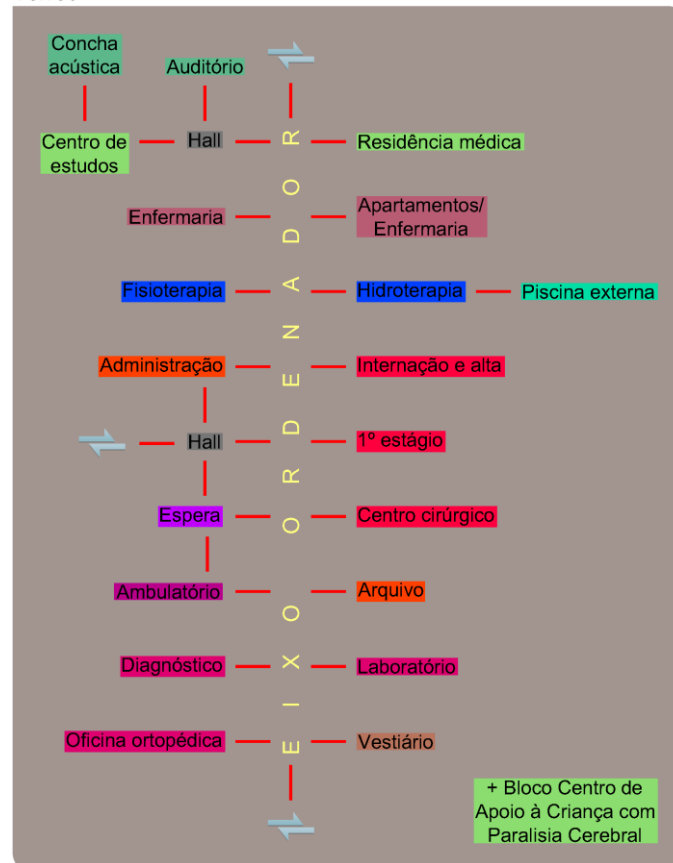 Concha
acústica
Auditório
Centro de
estudos
Hall
Residência médica
Enfermaria
Apartamentos/
Enfermaria
Fisioterapia
Hidroterapia
Piscina externa
Administração
Internação e alta
Hall
1º estágio
Espera
Centro cirúrgico
Ambulatório
Arquivo
Diagnóstico
Laboratório
Oficina ortopédica
Vestiário
EIXO ORDENADOR
+ Bloco Centro de
Apoio à Criança com
Paralisia Cerebral